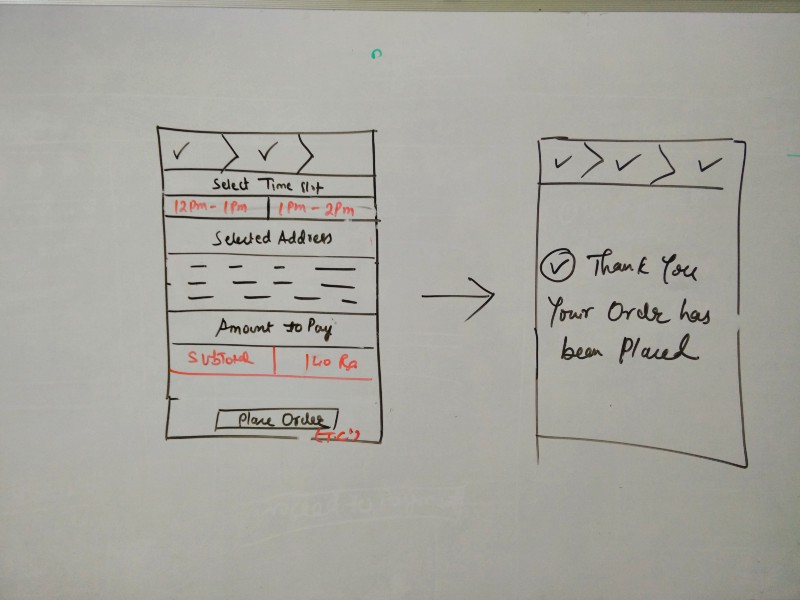 Select Time Slot
12Pm - 1Pm 1Pm - 2Pm
Selected Address
Amount to Pay
SUBTOTAL 140 Rs
Place Order
Thank You
Your Order has
been Placed